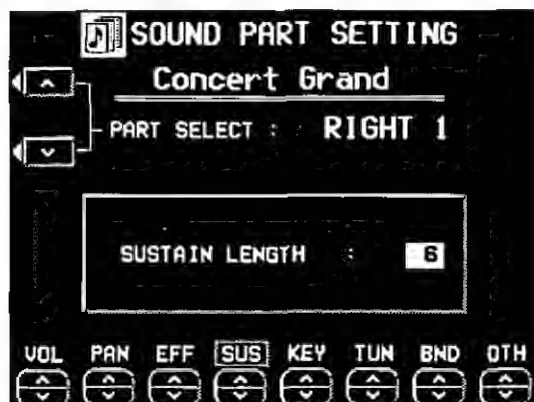 SOUND PART SETTING
Concert Grand
PART SELECT : RIGHT 1
SUSTAIN LENGTH : 6
VOL PAN EFF SUS KEY TUN BND OTH